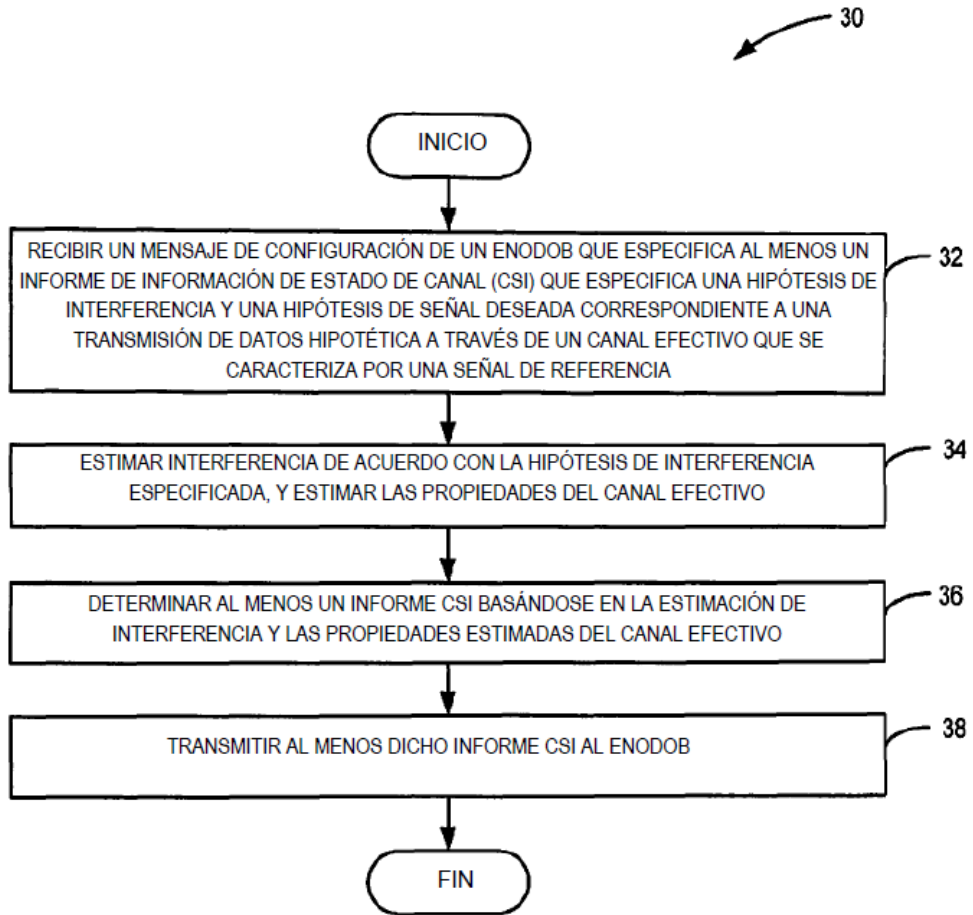 30
INICIO
RECIBIR UN MENSAJE DE CONFIGURACIÓN DE UN ENODOB QUE ESPECIFICA AL MENOS UN
INFORME DE INFORMACIÓN DE ESTADO DE CANAL (CSI) QUE ESPECIFICA UNA HIPÓTESIS DE
INTERFERENCIA Y UNA HIPÓTESIS DE SEÑAL DESEADA CORRESPONDIENTE A UNA
TRANSMISIÓN DE DATOS HIPOTÉTICA A TRAVÉS DE UN CANAL EFECTIVO QUE SE
CARACTERIZA POR UNA SEÑAL DE REFERENCIA
32
ESTIMAR INTERFERENCIA DE ACUERDO CON LA HIPÓTESIS DE INTERFERENCIA
ESPECIFICADA, Y ESTIMAR LAS PROPIEDADES DEL CANAL EFECTIVO
34
DETERMINAR AL MENOS UN INFORME CSI BASÁNDOSE EN LA ESTIMACIÓN DE
INTERFERENCIA Y LAS PROPIEDADES ESTIMADAS DEL CANAL EFECTIVO
36
TRANSMITIR AL MENOS DICHO INFORME CSI AL ENODOB
38
FIN